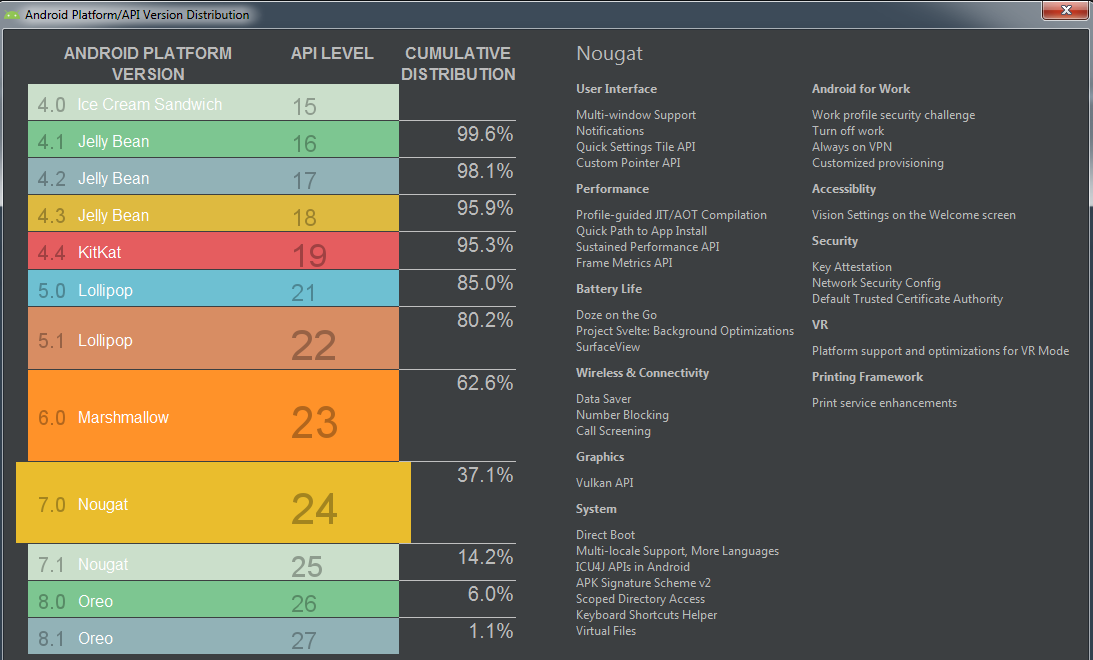 Android Platform/API Version Distribution
ANDROID PLATFORM
VERSION
API LEVEL
CUMULATIVE
DISTRIBUTION
4.0 Ice Cream Sandwich 15
99.6%
4.1 Jelly Bean 16
98.1%
4.2 Jelly Bean 17
95.9%
4.3 Jelly Bean 18
95.3%
4.4 KitKat 19
85.0%
5.0 Lollipop 21
80.2%
5.1 Lollipop 22
62.6%
6.0 Marshmallow 23
37.1%
7.0 Nougat 24
14.2%
7.1 Nougat 25
6.0%
8.0 Oreo 26
1.1%
8.1 Oreo 27
Nougat
User Interface
Multi-window Support
Notifications
Quick Settings Tile API
Custom Pointer API
Performance
Profile-guided JIT/AOT Compilation
Quick Path to App Install
Sustained Performance API
Frame Metrics API
Battery Life
Doze on the Go
Project Svelte: Background Optimizations
SurfaceView
Wireless & Connectivity
Data Saver
Number Blocking
Call Screening
Graphics
Vulkan API
System
Direct Boot
Multi-locale Support, More Languages
ICU4J APIs in Android
APK Signature Scheme v2
Scoped Directory Access
Keyboard Shortcuts Helper
Virtual Files
Android for Work
Work profile security challenge
Turn off work
Always on VPN
Customized provisioning
Accessiblity
Vision Settings on the Welcome screen
Security
Key Attestation
Network Security Config
Default Trusted Certificate Authority
VR
Platform support and optimizations for VR Mode
Printing Framework
Print service enhancements